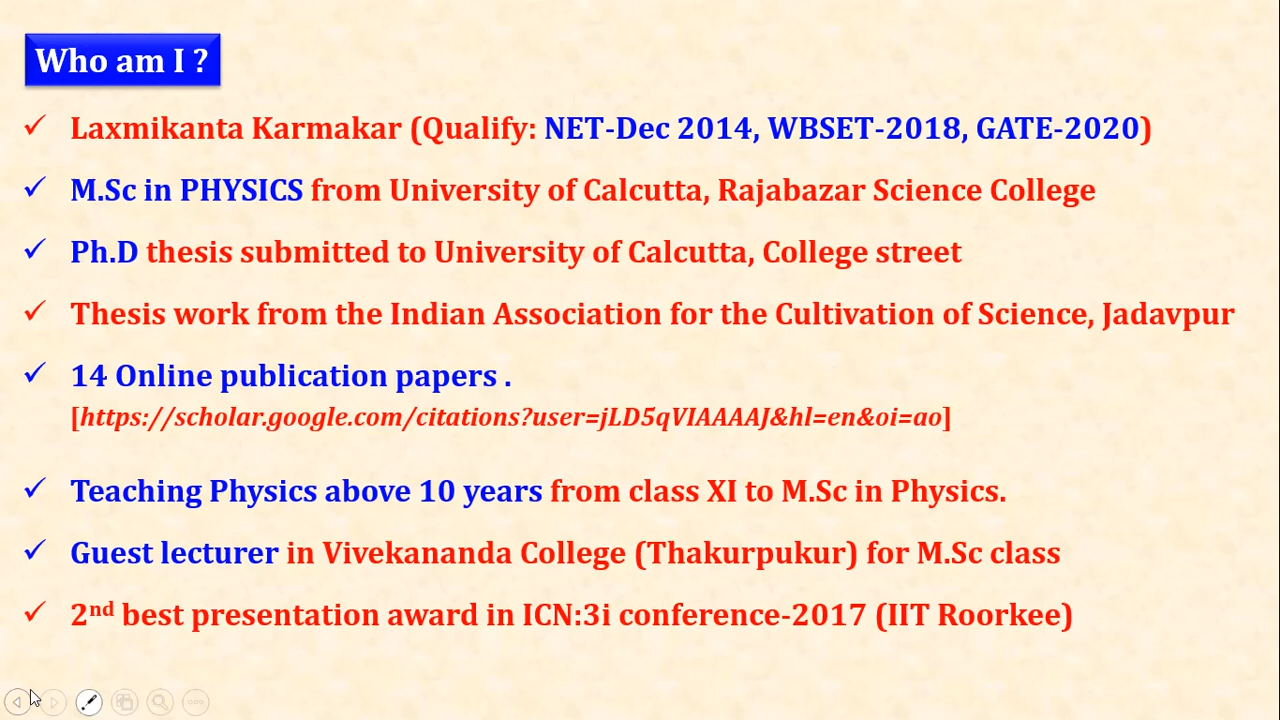 Who am I ?
✓ Laxmikanta Karmakar (Qualify: NET-Dec 2014, WBSET-2018, GATE-2020)
✓ M.Sc in PHYSICS from University of Calcutta, Rajabazar Science College
✓ Ph.D thesis submitted to University of Calcutta, College street
✓ Thesis work from the Indian Association for the Cultivation of Science, Jadavpur
✓ 14 Online publication papers .
[https://scholar.google.com/citations?user=jLD5qVIAAAAJ&hl=en&oi=ao]
✓ Teaching Physics above 10 years from class XI to M.Sc in Physics.
✓ Guest lecturer in Vivekananda College (Thakurpukur) for M.Sc class
✓ 2nd best presentation award in ICN:3i conference-2017 (IIT Roorkee)